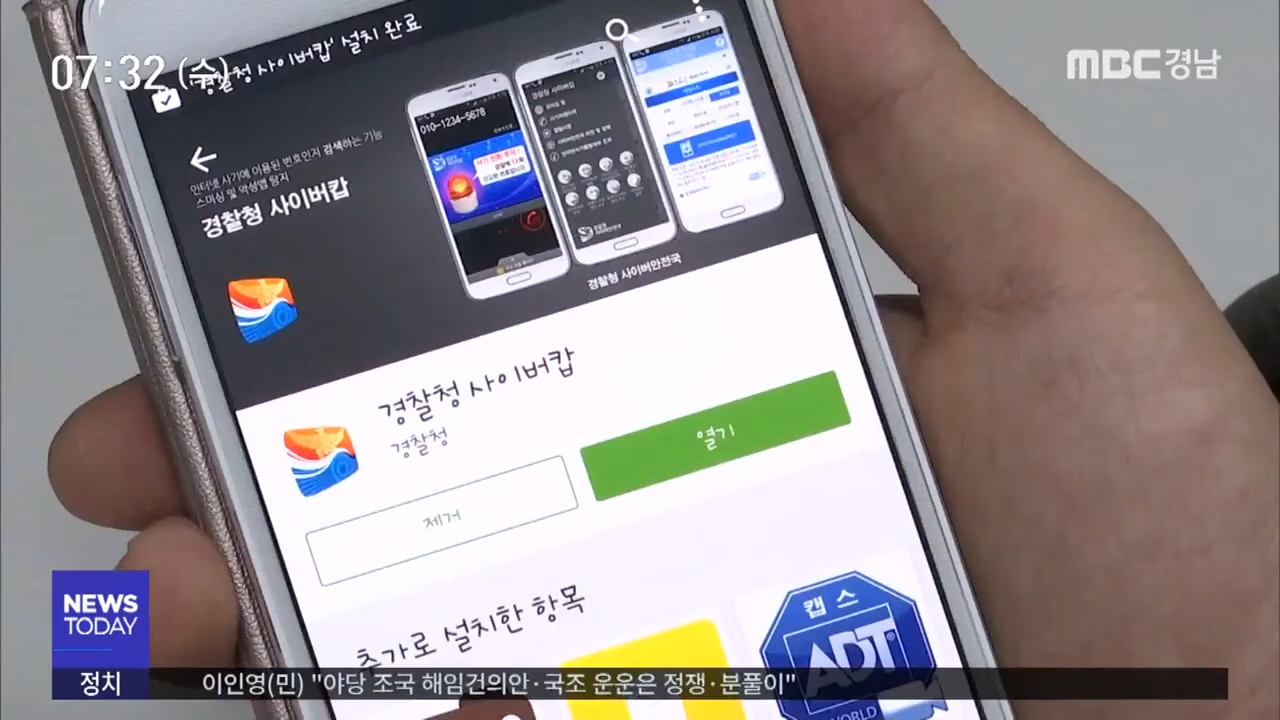 '경찰청 사이버캅' 설치 완료
07:32 (수)
MBC경남
인터넷 사기에 이용된 번호인지 검색하는 기능
스미싱 및 악성앱 탐지
경찰청 사이버캅
010-1234-5678
경찰청 사이버안전국
경찰청 사이버캅
경찰청
제거
열기
추가로 설치한 항목
캡스
ADT
WORLD
NEWS
TODAY
정치
이인영(민) "야당 조국 해임건의안·국조 운운은 정쟁·분풀이"